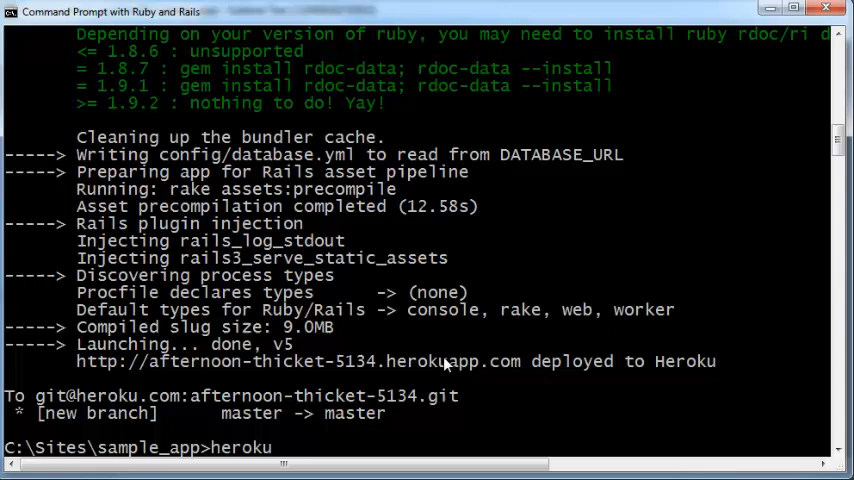 Command Prompt with Ruby and Rails
Depending on your version of ruby, you may need to install ruby rdoc/ri d
<= 1.8.6 : unsupported
= 1.8.7 : gem install rdoc-data; rdoc-data --install
= 1.9.1 : gem install rdoc-data; rdoc-data --install
>= 1.9.2 : nothing to do! Yay!
Cleaning up the bundler cache.
-----> Writing config/database.yml to read from DATABASE_URL
-----> Preparing app for Rails asset pipeline
Running: rake assets:precompile
Asset precompilation completed (12.58s)
-----> Rails plugin injection
Injecting rails_log_stdout
Injecting rails3_serve_static_assets
-----> Discovering process types
Procfile declares types -> (none)
Default types for Ruby/Rails -> console, rake, web, worker
-----> Compiled slug size: 9.0MB
-----> Launching... done, v5
http://afternoon-thicket-5134.herokuapp.com deployed to Heroku
To git@heroku.com:afternoon-thicket-5134.git
* [new branch] master -> master
C:\Sites\sample_app>heroku